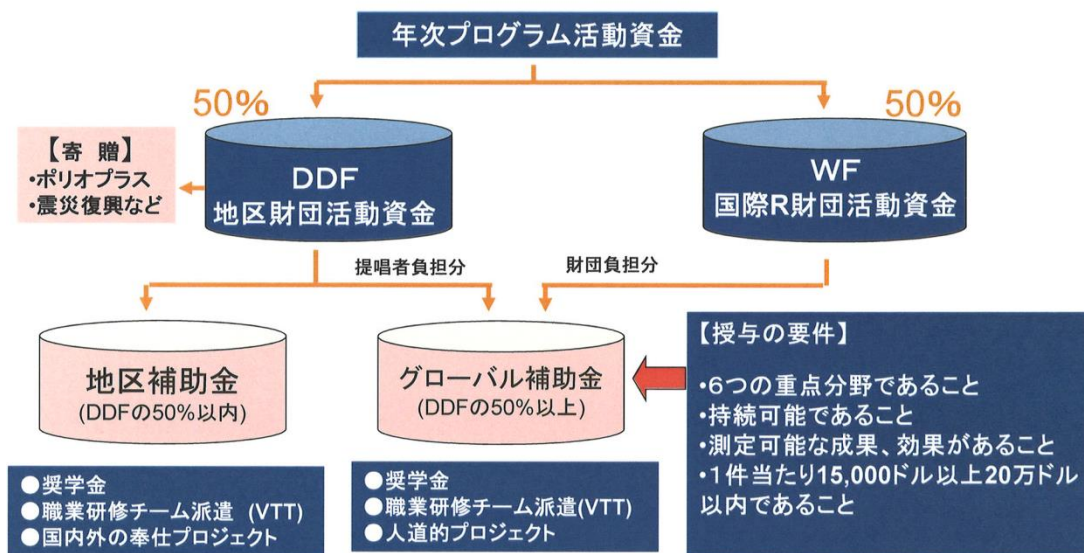 年次プログラム活動資金
50%
50%
【寄 贈】
・ポリオプラス
・震災復興など
DDF
地区財団活動資金
WF
国際R財団活動資金
提唱者負担分
財団負担分
地区補助金
(DDFの50%以内)
グローバル補助金
(DDFの50%以上)
【授与の要件】
・6つの重点分野であること
・持続可能であること
・測定可能な成果、効果があること
・1件当たり15,000ドル以上20万ドル
以内であること
●奨学金
●職業研修チーム派遣 (VTT)
●国内外の奉仕プロジェクト
●奨学金
●職業研修チーム派遣(VTT)
●人道的プロジェクト